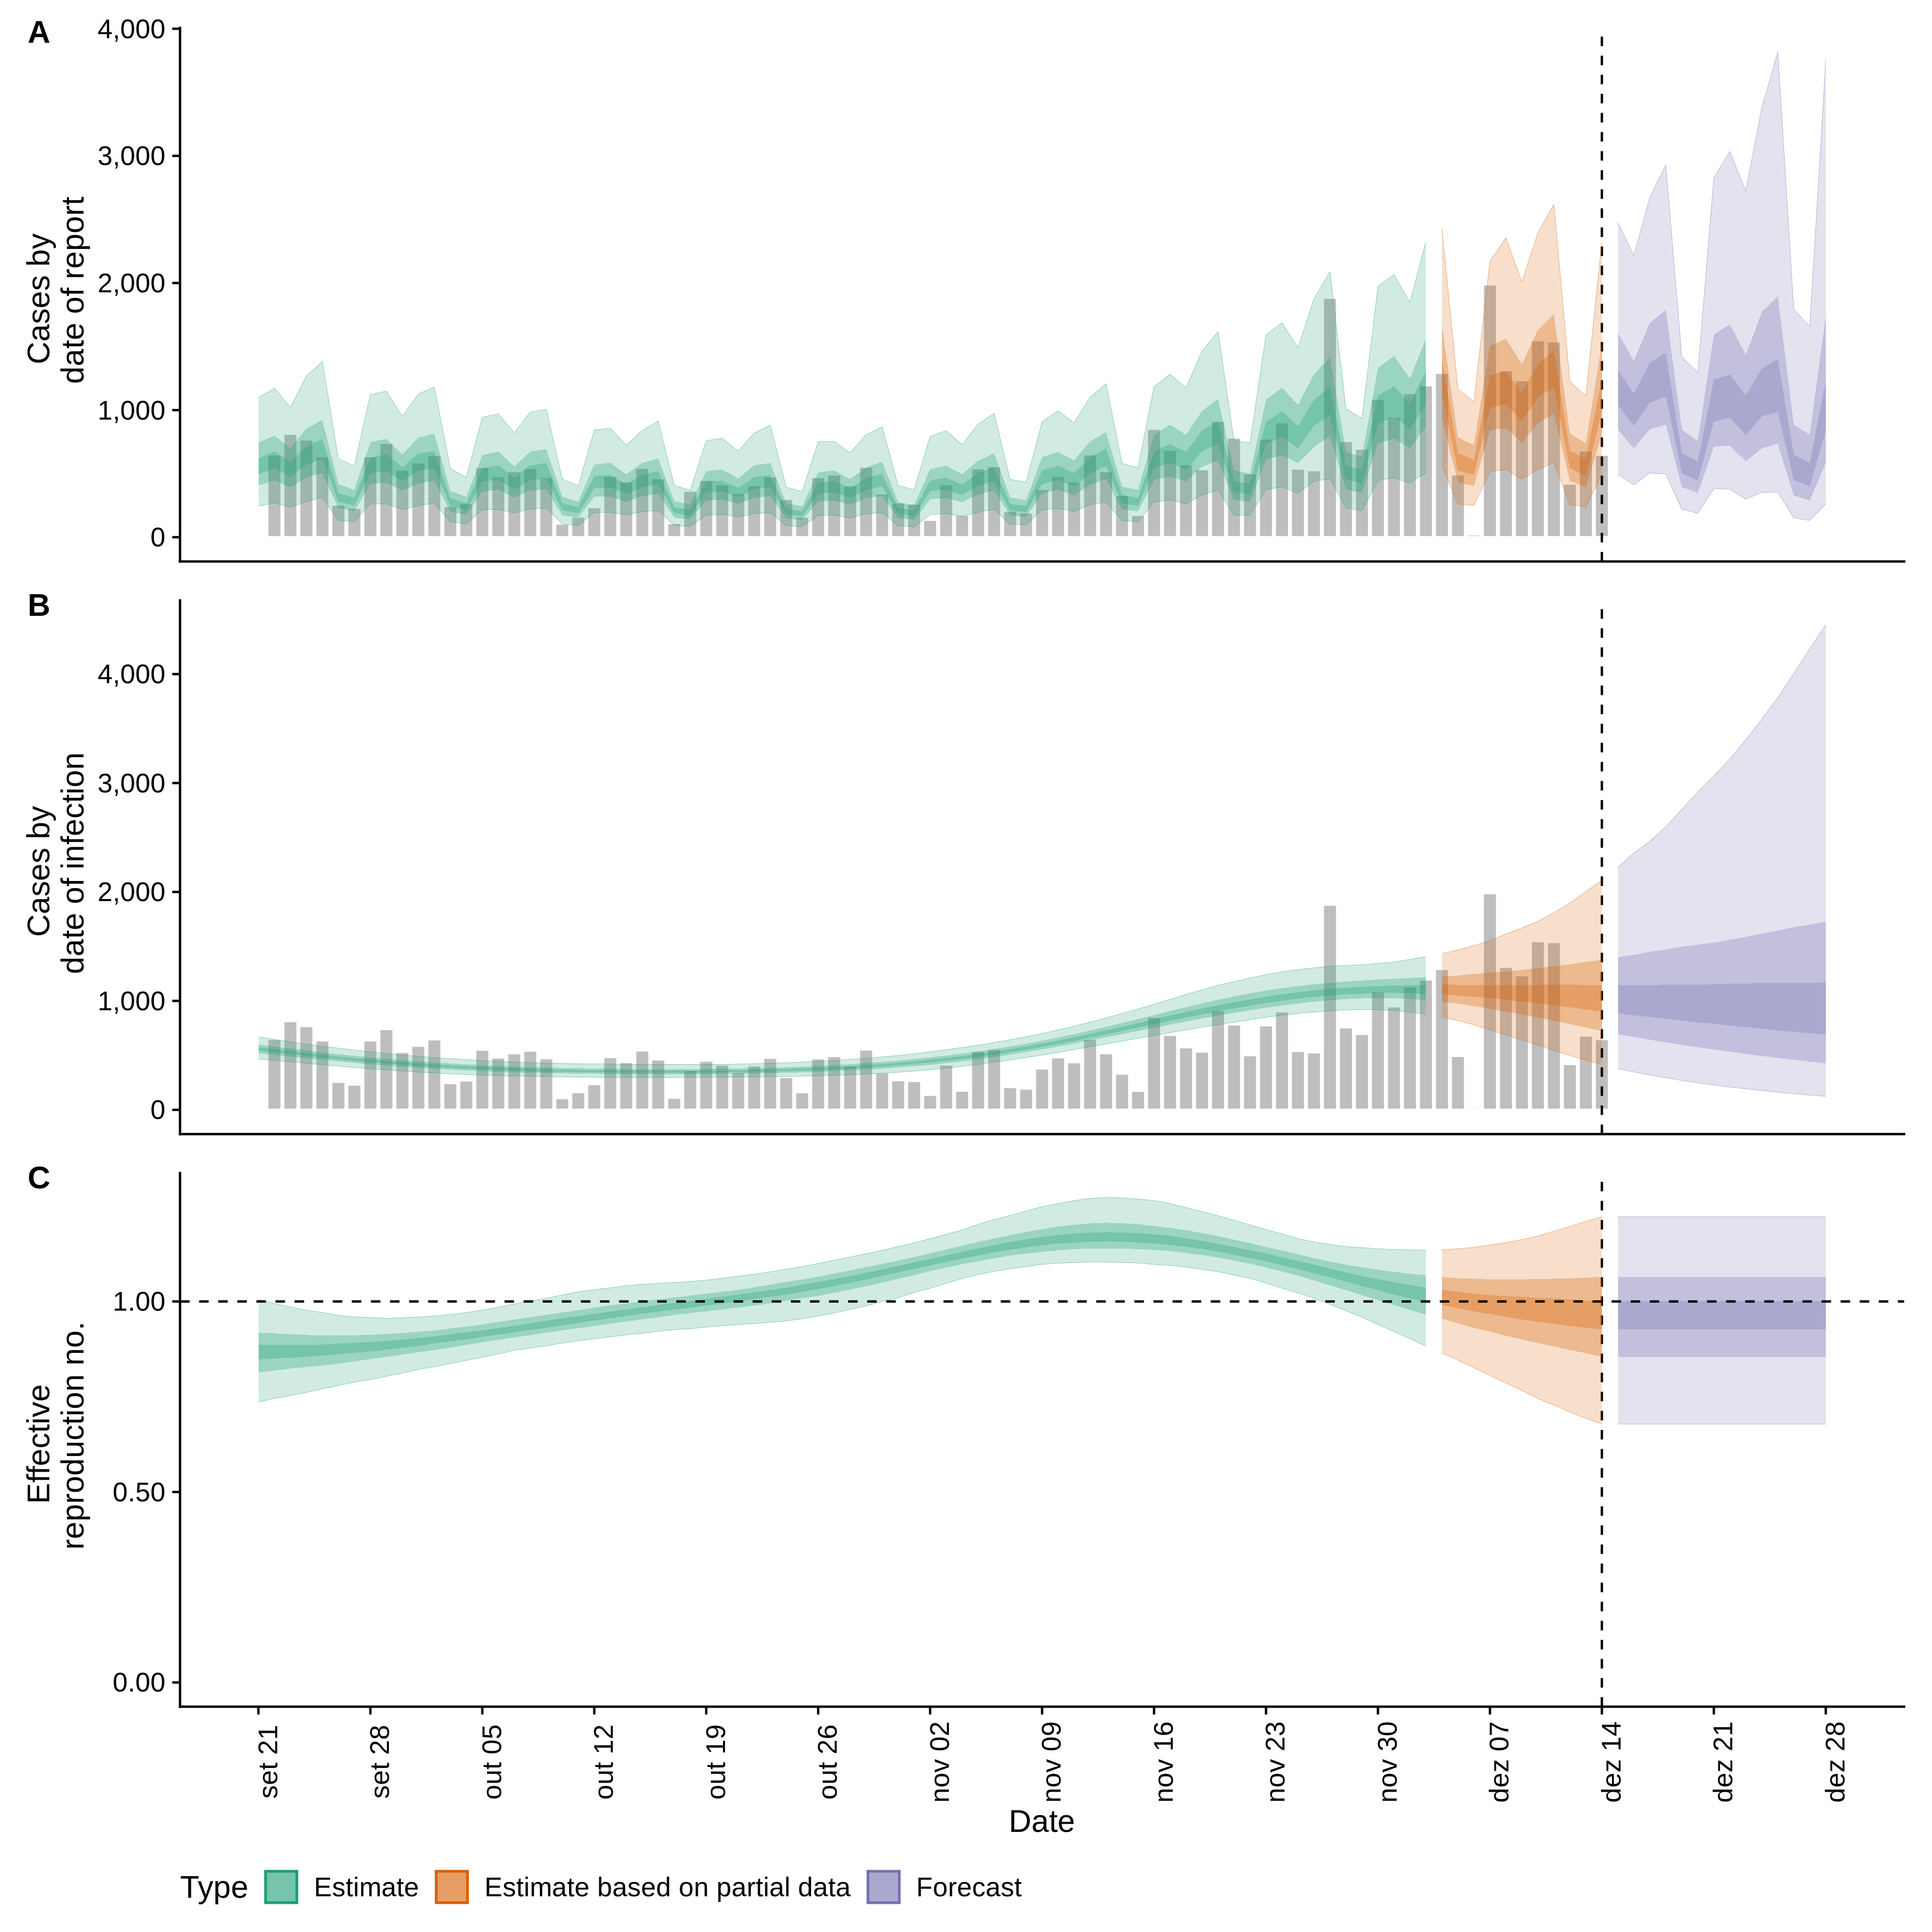 A
4,000
3,000
2,000
1,000
0
Cases by
date of report
B
4,000
3,000
2,000
1,000
0
Cases by
date of infection
C
1.00
0.50
0.00
Effective
reproduction no.
set 21
set 28
out 05
out 12
out 19
out 26
nov 02
nov 09
nov 16
nov 23
nov 30
dez 07
dez 14
dez 21
dez 28
Date
Type Estimate Estimate based on partial data Forecast